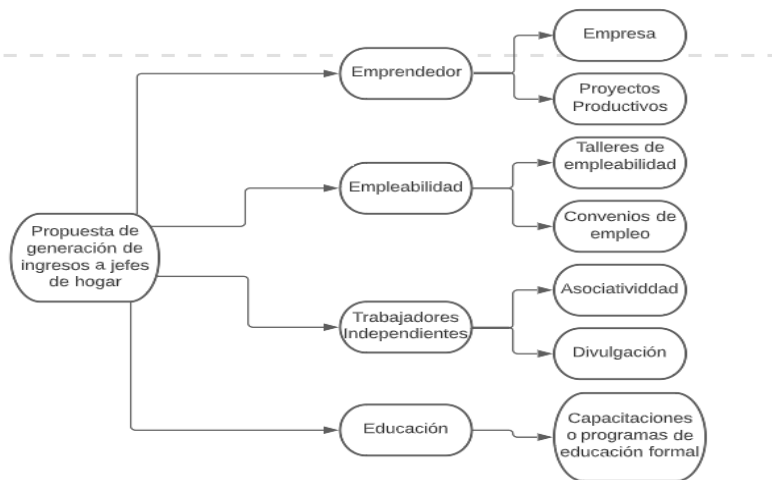 Propuesta de
generación de
ingresos a jefes
de hogar
Emprendedor
Empresa
Proyectos
Productivos
Empleabilidad
Talleres de
empleabilidad
Convenios de
empleo
Trabajadores
Independientes
Asociatividdad
Divulgación
Educación
Capacitaciones
o programas de
educación formal